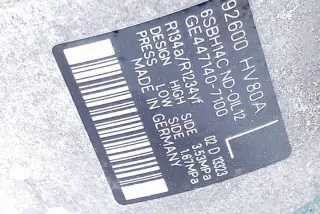 92600 HV80A
6SBH14C ND-OIL12
GE447140-7100
L
R134a/R1234yf
02 D 13323
DESIGN HIGH SIDE 3.53MPa
PRESS LOW SIDE 1.67MPa
MADE IN GERMANY